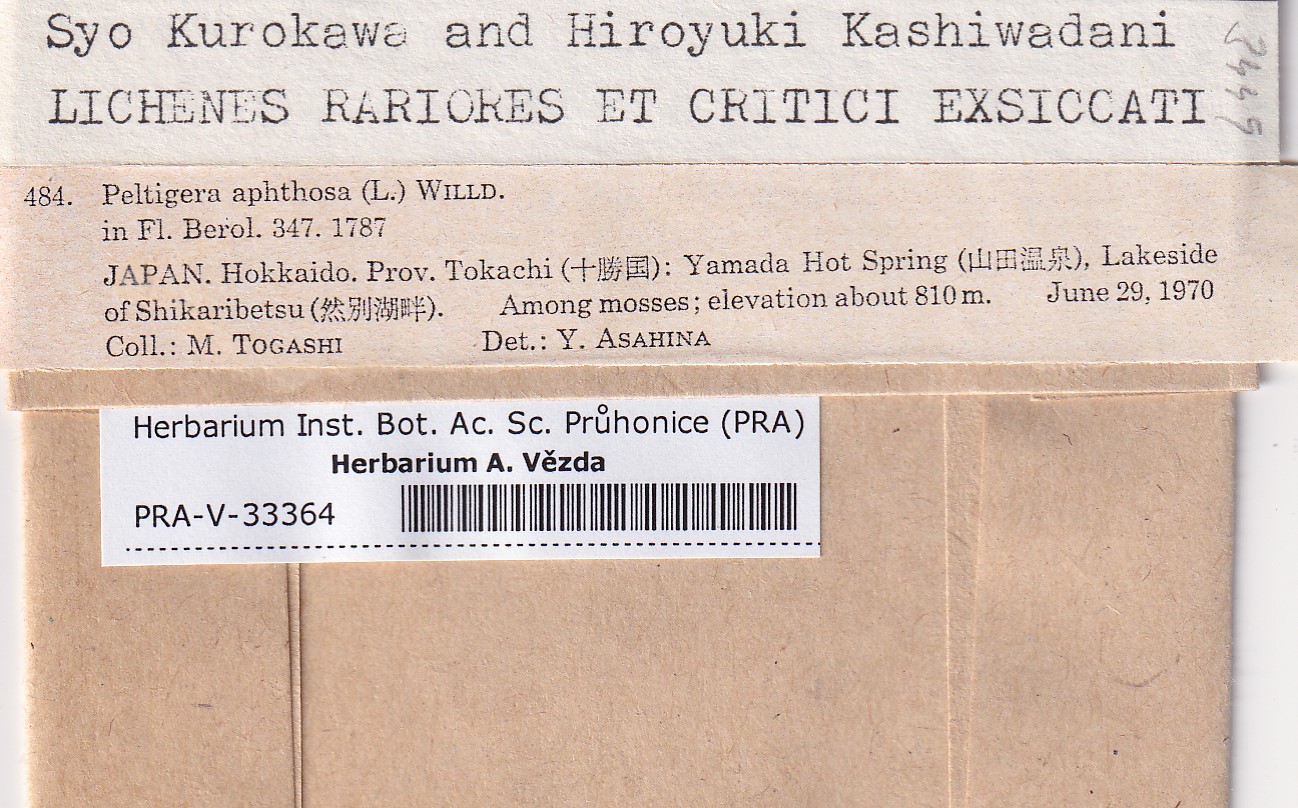 Syo Kurokawa and Hiroyuki Kashiwadani
LICHENES RARIORES ET CRITICI EXSICCATI
484. Peltigera aphthosa (L.) WILLD.
in Fl. Berol. 347. 1787
JAPAN. Hokkaido. Prov. Tokachi (十勝国): Yamada Hot Spring (山田温泉), Lakeside
of Shikaribetsu (然別湖畔). Among mosses; elevation about 810 m. June 29, 1970
Coll.: M. TOGASHI Det.: Y. ASAHINA
Herbarium Inst. Bot. Ac. Sc. Průhonice (PRA)
Herbarium A. Vězda
PRA-V-33364